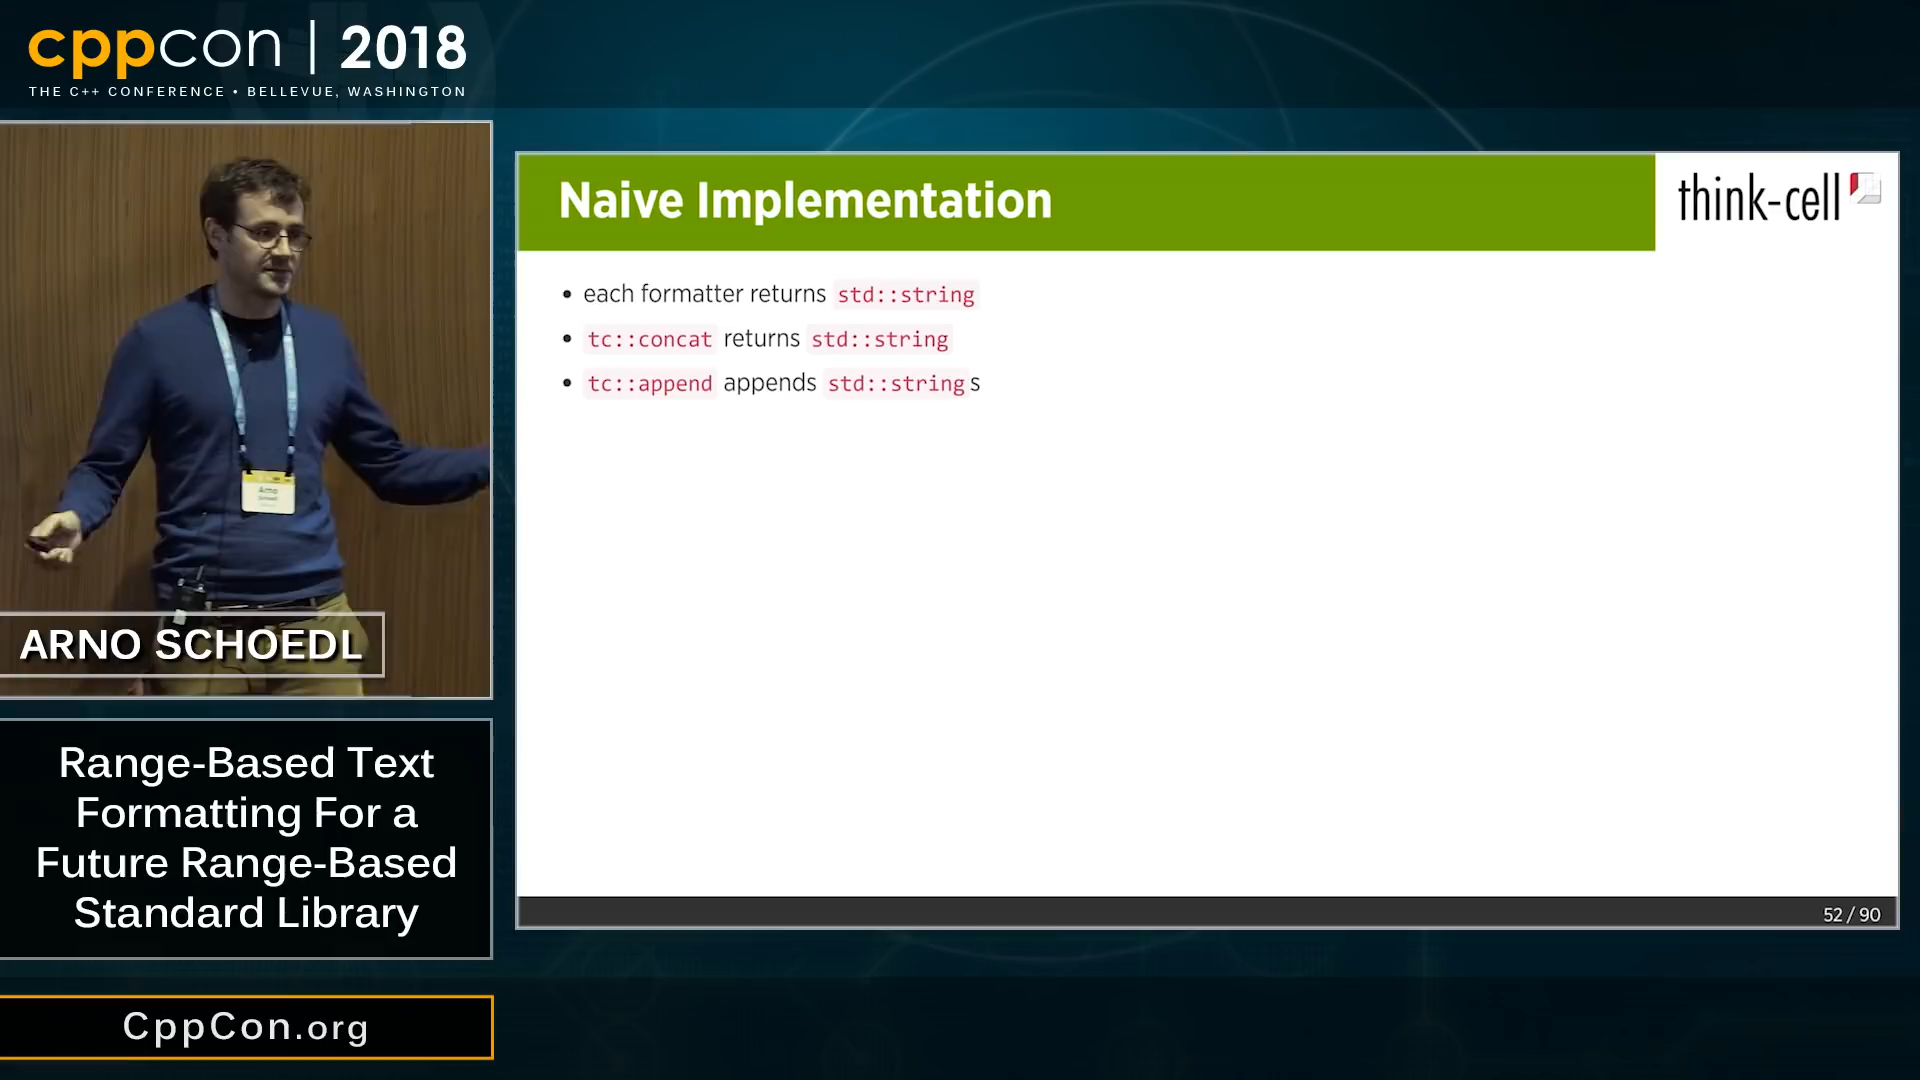 cppcon | 2018
THE C++ CONFERENCE • BELLEVUE, WASHINGTON
Arno
ARNO SCHOEDL
Range-Based Text
Formatting For a
Future Range-Based
Standard Library
CppCon.org
Naive Implementation
think-cell
• each formatter returns std::string
• tc::concat returns std::string
• tc::append appends std::strings
52 / 90